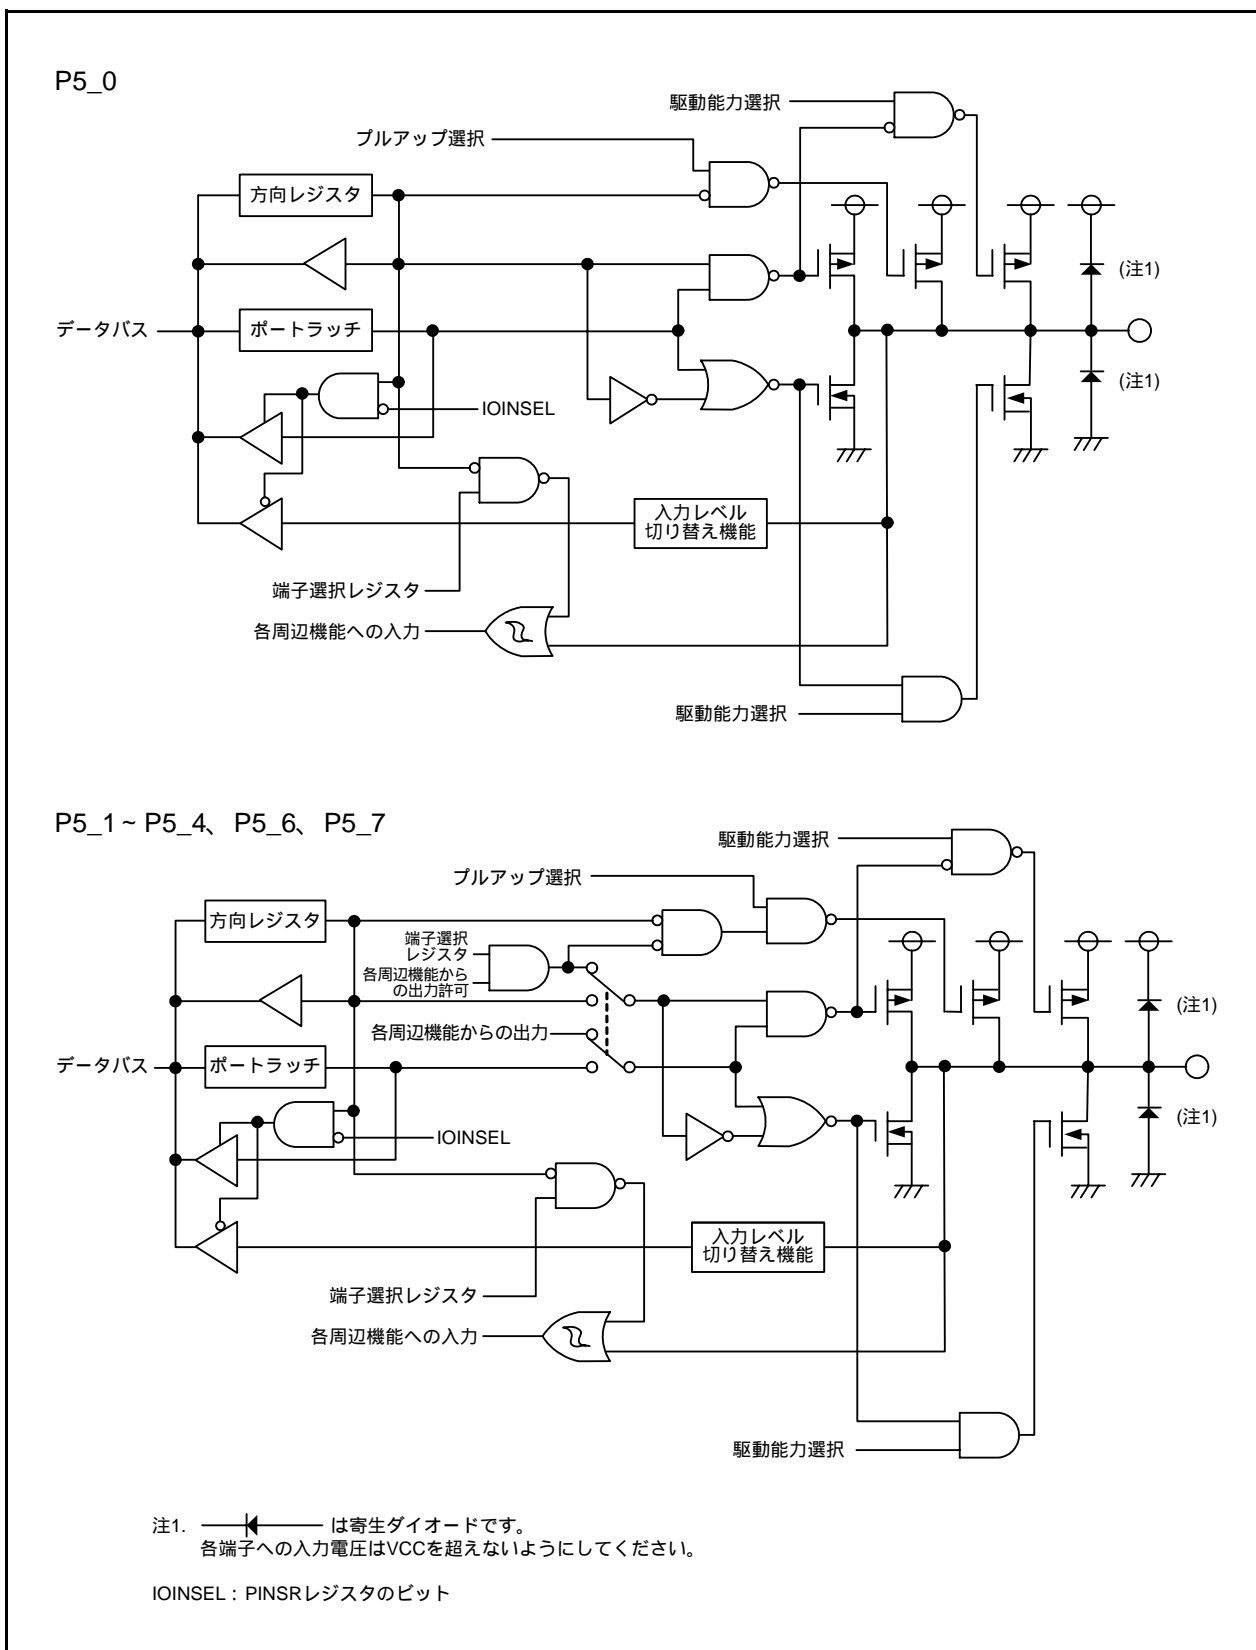 P5_0
駆動能力選択
プルアップ選択
方向レジスタ
(注1)
データバス
ポートラッチ
(注1)
IOINSEL
入力レベル
切り替え機能
端子選択レジスタ
各周辺機能への入力
駆動能力選択
P5_1~P5_4、P5_6、P5_7
駆動能力選択
プルアップ選択
方向レジスタ
端子選択
レジスタ
各周辺機能から
の出力許可
(注1)
各周辺機能からの出力
データバス
ポートラッチ
(注1)
IOINSEL
入力レベル
切り替え機能
端子選択レジスタ
各周辺機能への入力
駆動能力選択
注1. は寄生ダイオードです。
各端子への入力電圧はVCCを超えないようにしてください。
IOINSEL:PINSRレジスタのビット